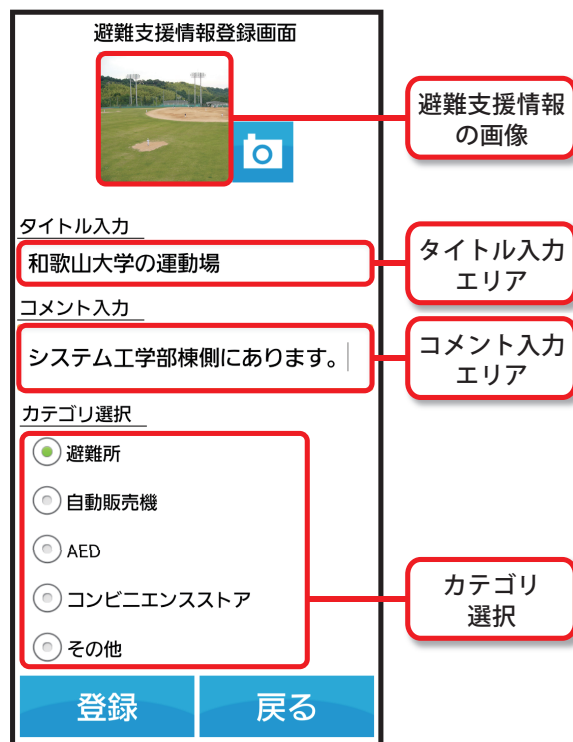 避難支援情報登録画面
避難支援情報
の画像
タイトル入力
和歌山大学の運動場
タイトル入力
エリア
コメント入力
システム工学部棟側にあります。
コメント入力
エリア
カテゴリ選択
避難所
自動販売機
AED
コンビニエンスストア
その他
カテゴリ
選択
登録
戻る